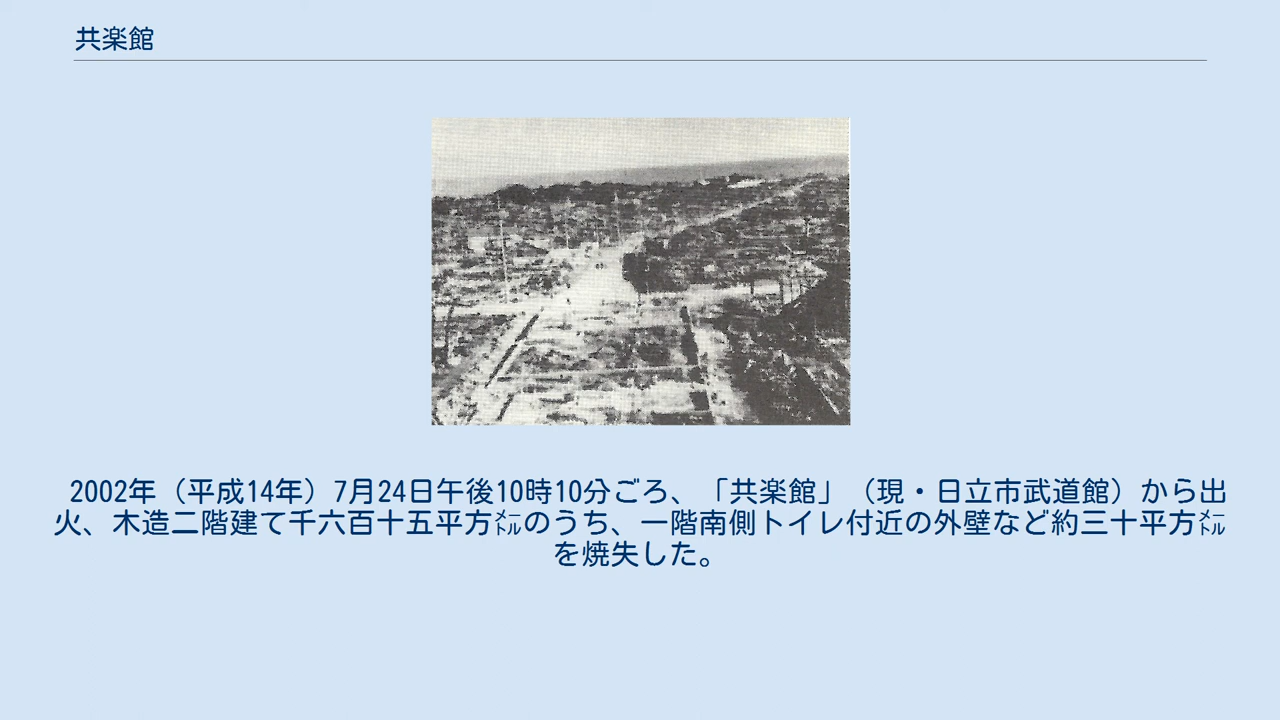 共楽館
2002年（平成14年）7月24日午後10時10分ごろ、「共楽館」（現・日立市武道館）から出
火、木造二階建て千六百十五平方㍍のうち、一階南側トイレ付近の外壁など約三十平方㍍
を焼失した。